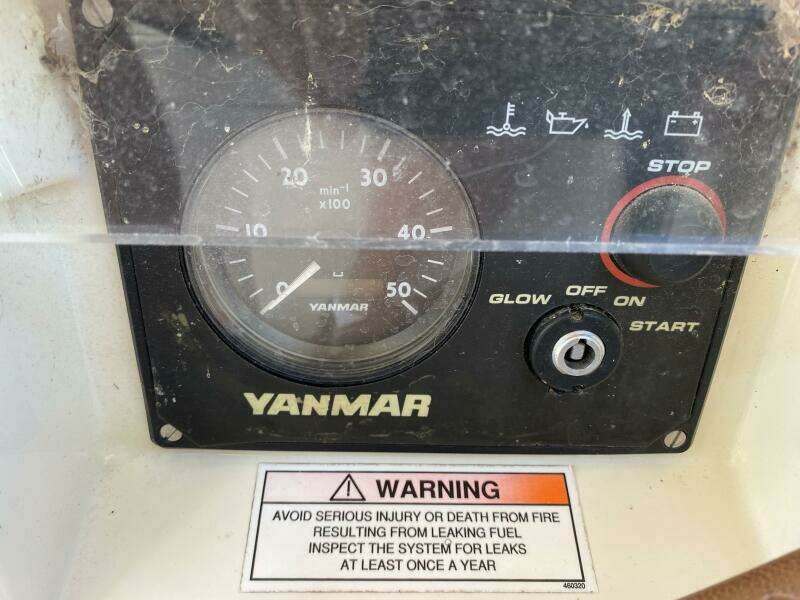 20 30
min-1
x100
10 40
0 50
YANMAR
STOP
GLOW OFF ON
START
YANMAR
WARNING
AVOID SERIOUS INJURY OR DEATH FROM FIRE
RESULTING FROM LEAKING FUEL
INSPECT THE SYSTEM FOR LEAKS
AT LEAST ONCE A YEAR
460320